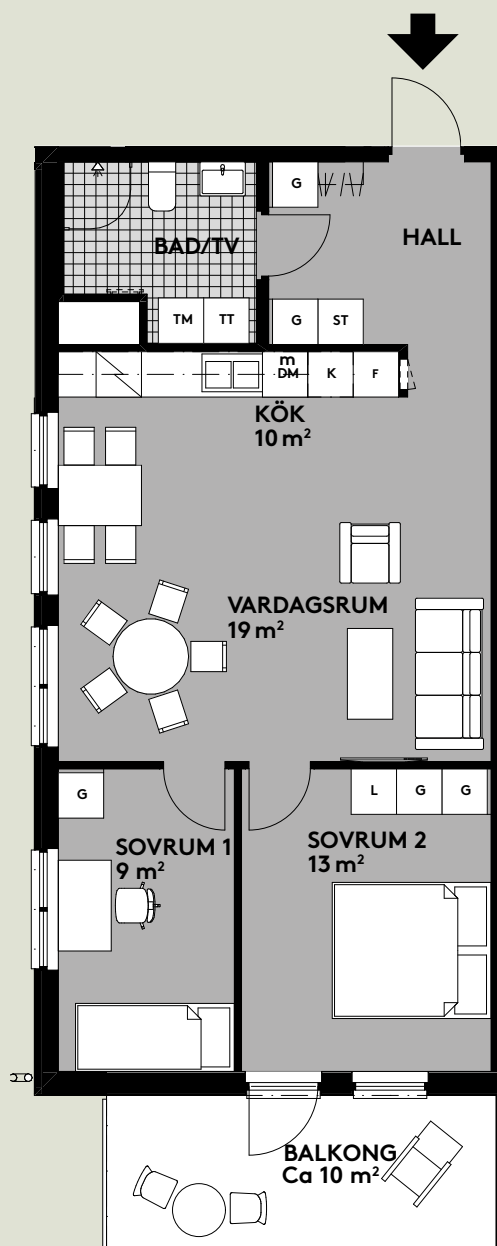 G
HALL
BAD/TV
TM TT G ST
m
DM K F
KÖK
10 m²
VARDAGSRUM
19 m²
G L G G
SOVRUM 1
9 m²
SOVRUM 2
13 m²
BALKONG
Ca 10 m²